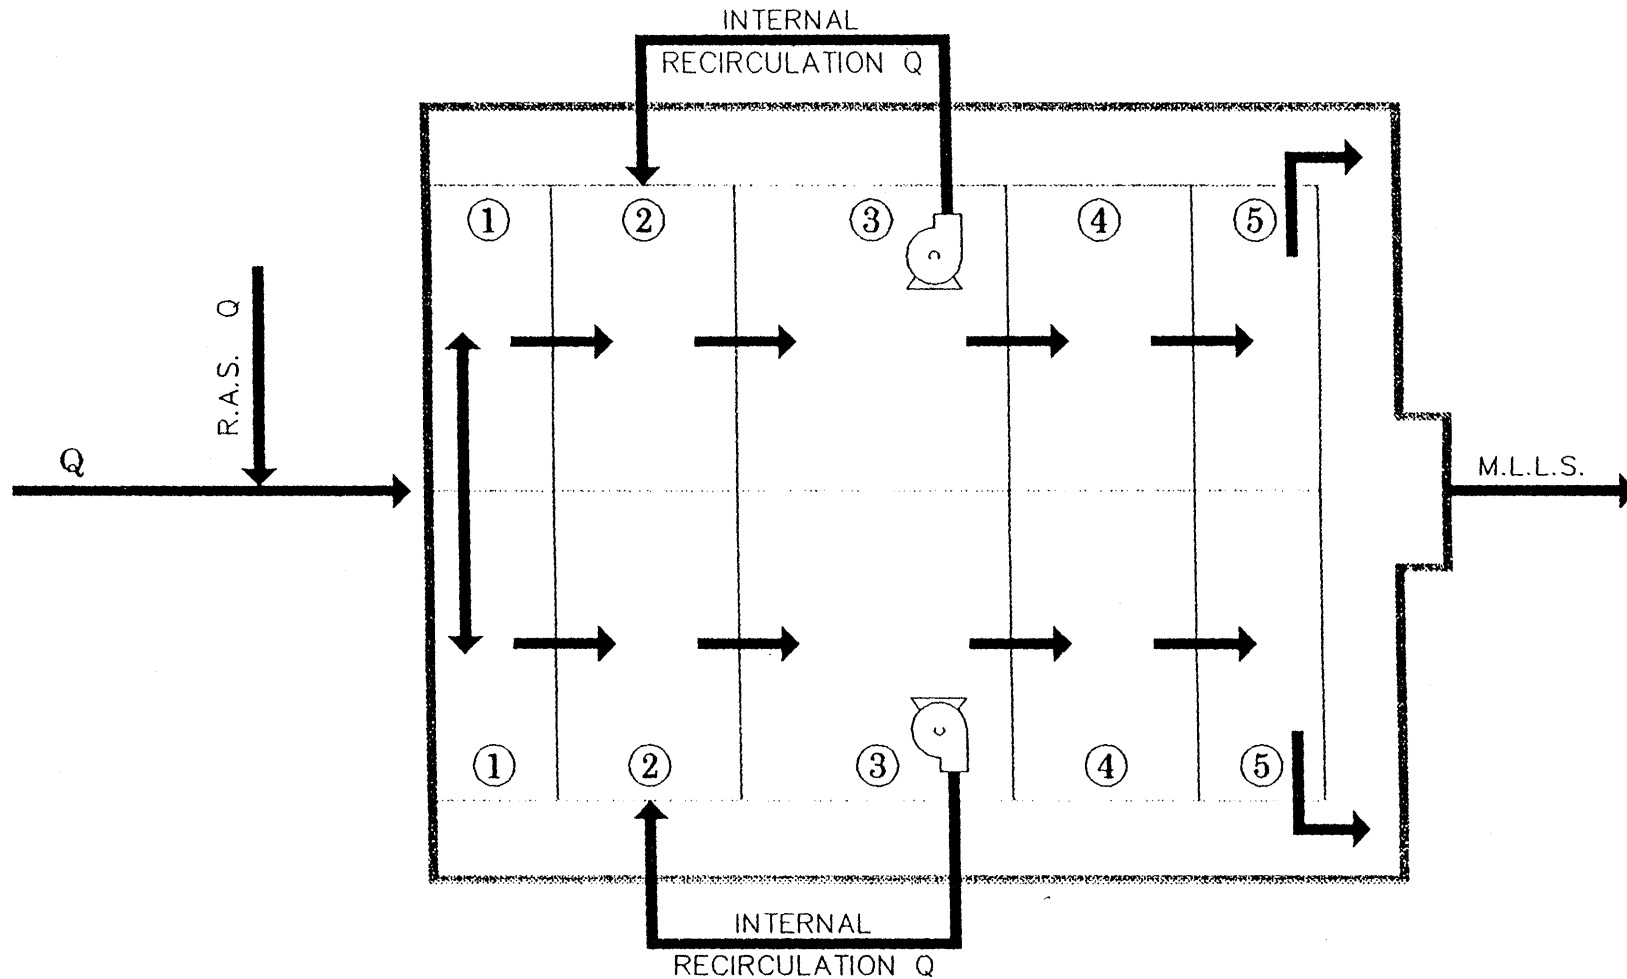 INTERNAL
RECIRCULATION Q
1
2
3
4
5
R.A.S. Q
Q
M.L.L.S.
1
2
3
4
5
INTERNAL
RECIRCULATION Q